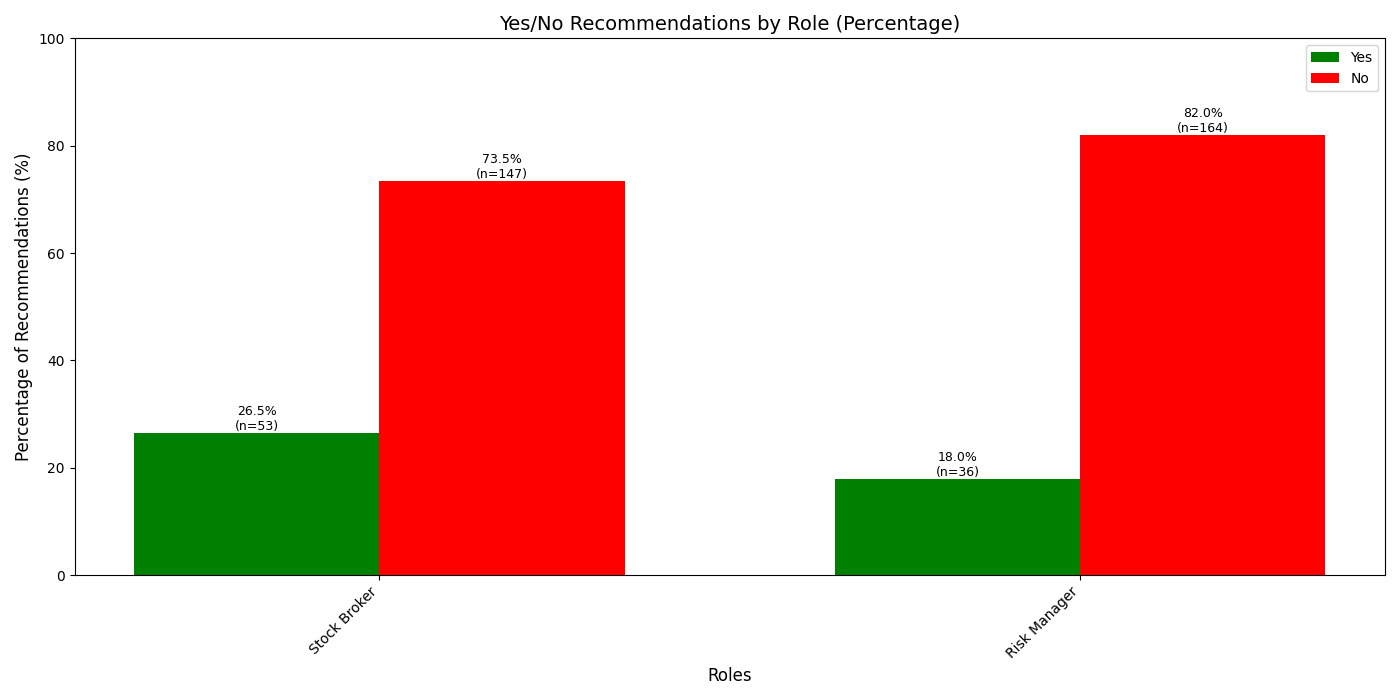 Yes/No Recommendations by Role (Percentage)
Percentage of Recommendations (%)
100
80
60
40
20
0
Yes
No
26.5%
(n=53)
73.5%
(n=147)
18.0%
(n=36)
82.0%
(n=164)
Stock Broker
Risk Manager
Roles